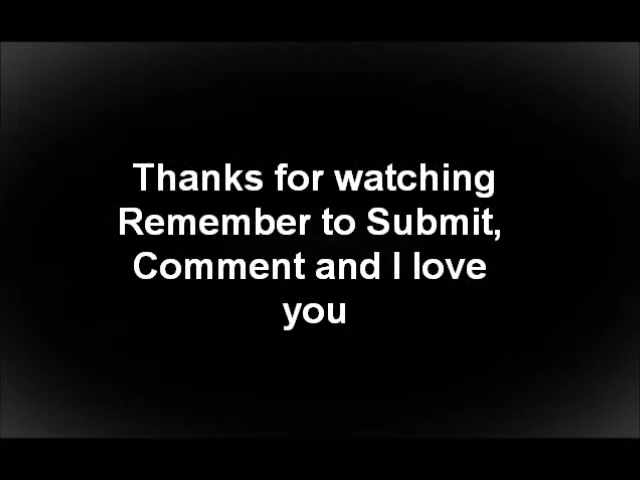 Thanks for watching
Remember to Submit,
Comment and I love
you